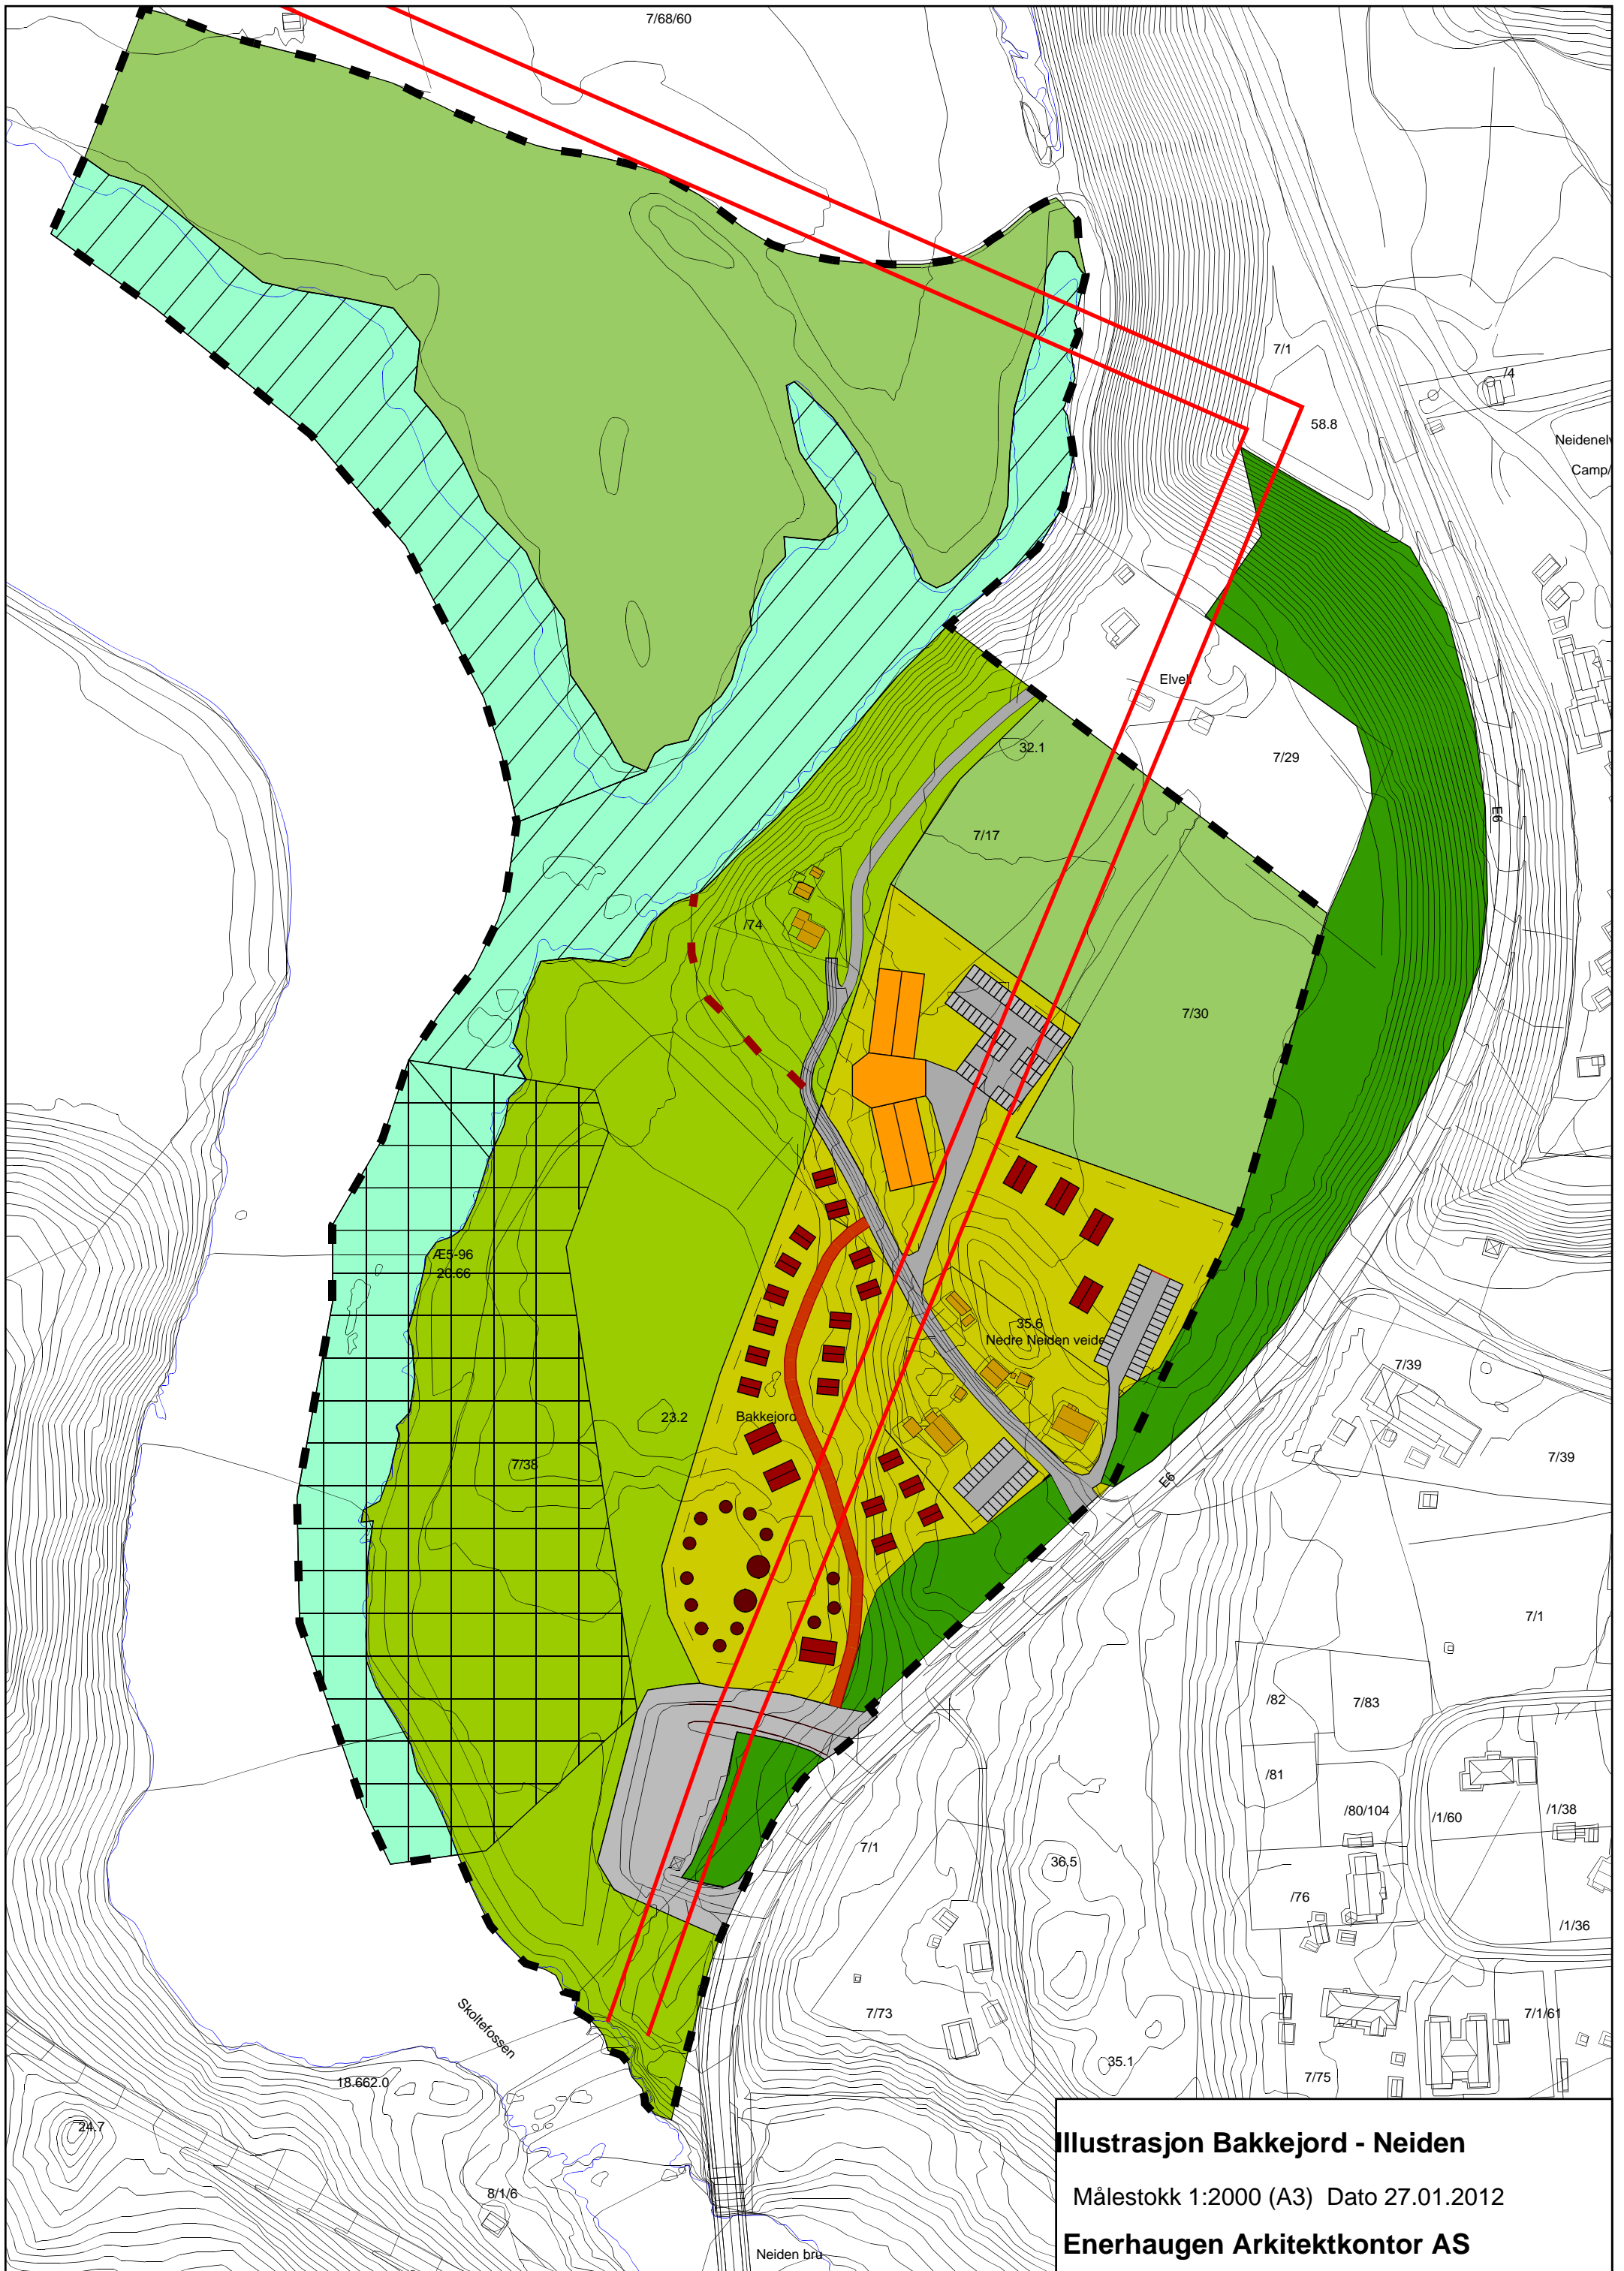 7/68/60
7/1
/4
58.8
Neidenelv
Camp/
Elveli
7/29
32.1
E6
7/17
/74
7/30
Æ5-96
20.66
35.6
Nedre Neiden veide
7/39
23.2
Bakkejord
7/38
7/39
E6
7/1
/82
7/83
/81
/80/104
/1/60
/1/38
7/1
36.5
/76
/1/36
7/73
7/1/61
Skoltefossen
35.1
7/75
18.662.0
24.7
8/1/6
Neiden bru
Illustrasjon Bakkejord - Neiden
Målestokk 1:2000 (A3) Dato 27.01.2012
Enerhaugen Arkitektkontor AS